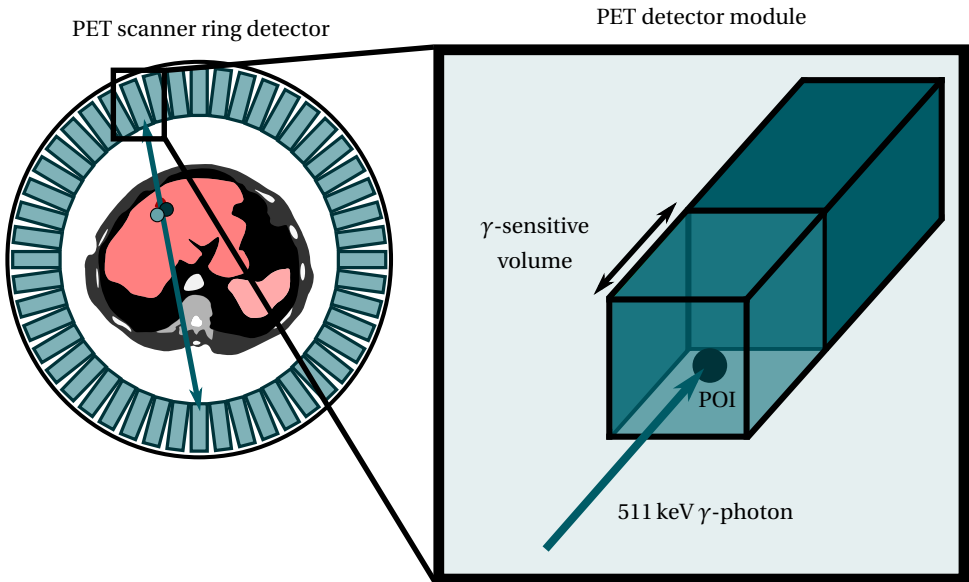 PET scanner ring detector
PET detector module
γ-sensitive
volume
POI
511 keV γ-photon